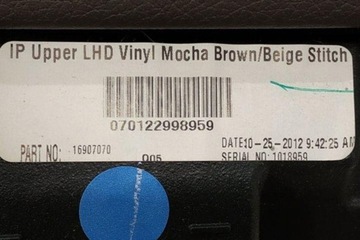 IP Upper LHD Vinyl Mocha Brown/Beige Stitch
070122998959
DATE10-25-2012 9:42:25 AM
PART NO: 16907070
005
SERIAL NO: 1018959